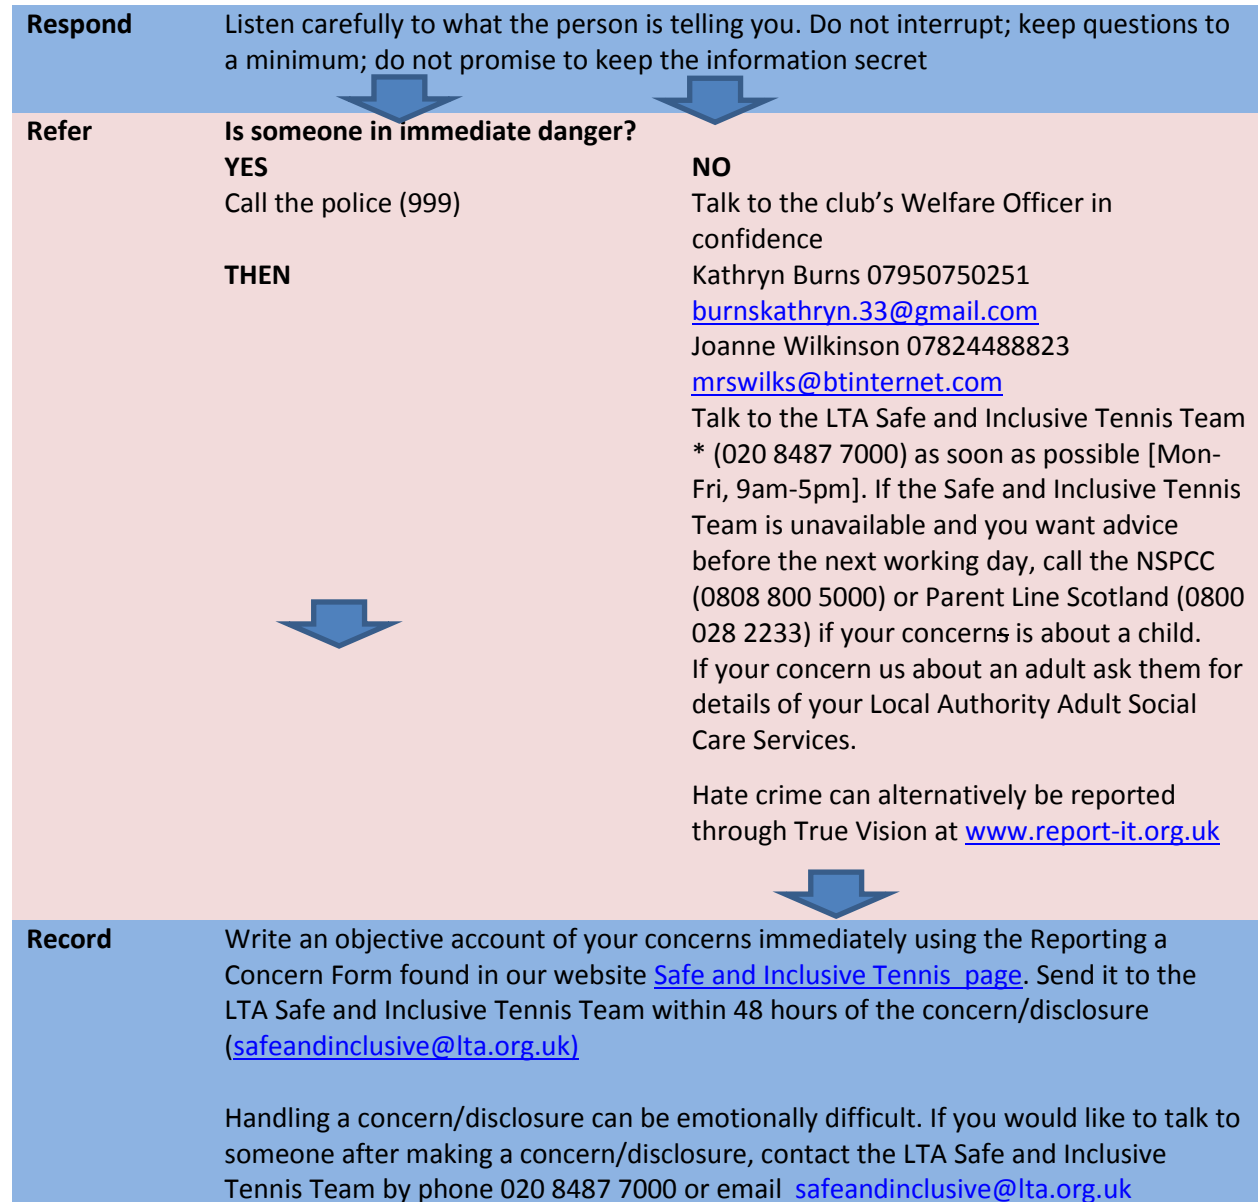 Respond
Listen carefully to what the person is telling you. Do not interrupt; keep questions to
a minimum; do not promise to keep the information secret
Refer
Is someone in immediate danger?
YES
Call the police (999)
THEN
NO
Talk to the club's Welfare Officer in
confidence
Kathryn Burns 07950750251
burnskathryn.33@gmail.com
Joanne Wilkinson 07824488823
mrswilks@btinternet.com
Talk to the LTA Safe and Inclusive Tennis Team
* (020 8487 7000) as soon as possible [Mon-
Fri, 9am-5pm]. If the Safe and Inclusive Tennis
Team is unavailable and you want advice
before the next working day, call the NSPCC
(0808 800 5000) or Parent Line Scotland (0800
028 2233) if your concerns is about a child.
If your concern us about an adult ask them for
details of your Local Authority Adult Social
Care Services.
Hate crime can alternatively be reported
through True Vision at www.report-it.org.uk
Record
Write an objective account of your concerns immediately using the Reporting a
Concern Form found in our website Safe and Inclusive Tennis  page. Send it to the
LTA Safe and Inclusive Tennis Team within 48 hours of the concern/disclosure
(safeandinclusive@lta.org.uk)
Handling a concern/disclosure can be emotionally difficult. If you would like to talk to
someone after making a concern/disclosure, contact the LTA Safe and Inclusive
Tennis Team by phone 020 8487 7000 or email  safeandinclusive@lta.org.uk